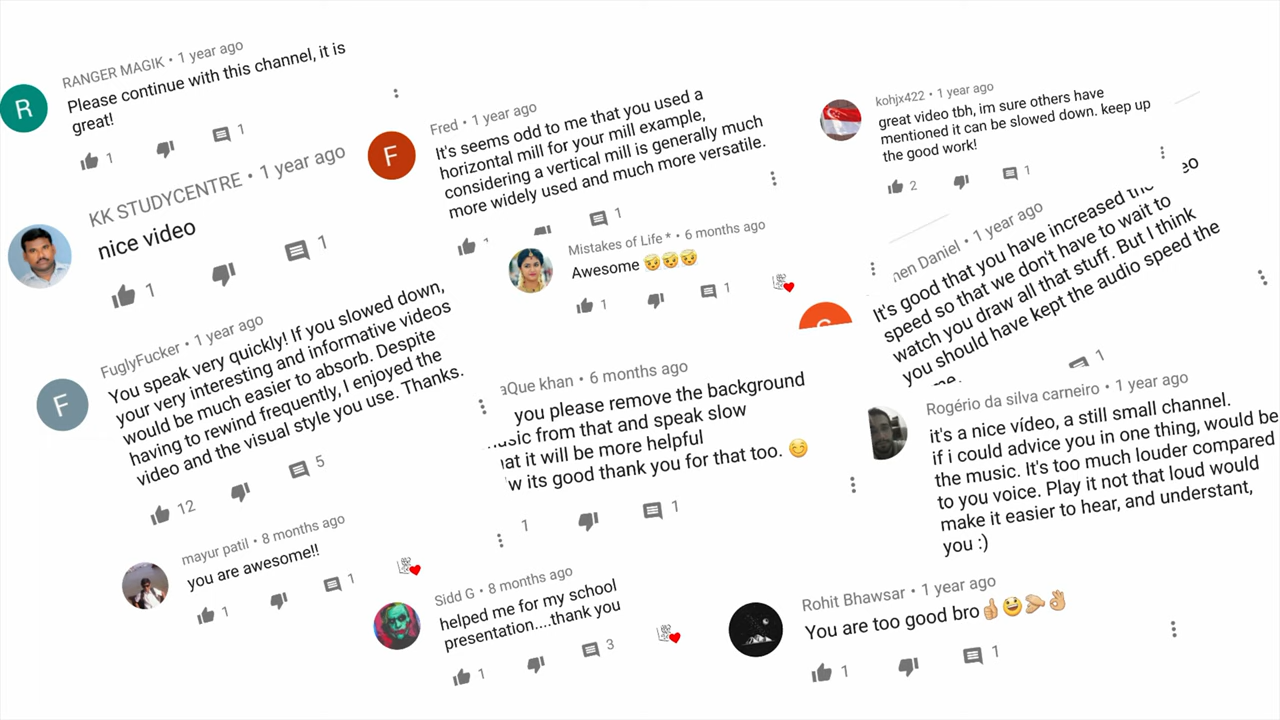 RANGER MAGIK • 1 year ago
Please continue with this channel, it is
great!
1
1
KK STUDYCENTRE • 1 year ago
nice video
1
1
FuglyFucker • 1 year ago
You speak very quickly! If you slowed down,
your very interesting and informative videos
would be much easier to absorb. Despite
having to rewind frequently, I enjoyed the
video and the visual style you use. Thanks.
12
5
mayur patil • 8 months ago
you are awesome!!
1
1
Fred • 1 year ago
It's seems odd to me that you used a
horizontal mill for your mill example,
considering a vertical mill is generally much
more widely used and much more versatile.
1
Mistakes of Life * • 6 months ago
Awesome 😇😇😇
1
1
aQue khan • 6 months ago
you please remove the background
from that and speak slow
at it will be more helpful
w its good thank you for that too. 😊
1
1
Sidd G • 8 months ago
helped me for my school
presentation....thank you
1
3
kohjx422 • 1 year ago
great video tbh, im sure others have
mentioned it can be slowed down. keep up
the good work!
2
1
Daniel • 1 year ago
It's good that you have increased the eo
speed so that we don't have to wait to
watch you draw all that stuff. But I think
you should have kept the audio speed the
1
Rogério da silva carneiro • 1 year ago
it's a nice vídeo, a still small channel.
if i could advice you in one thing, would be
the music. It's too much louder compared
to you voice. Play it not that loud would
make it easier to hear, and understant,
you :)
Rohit Bhawsar • 1 year ago
You are too good bro👍😃🤝👌
1
1
R
F
F